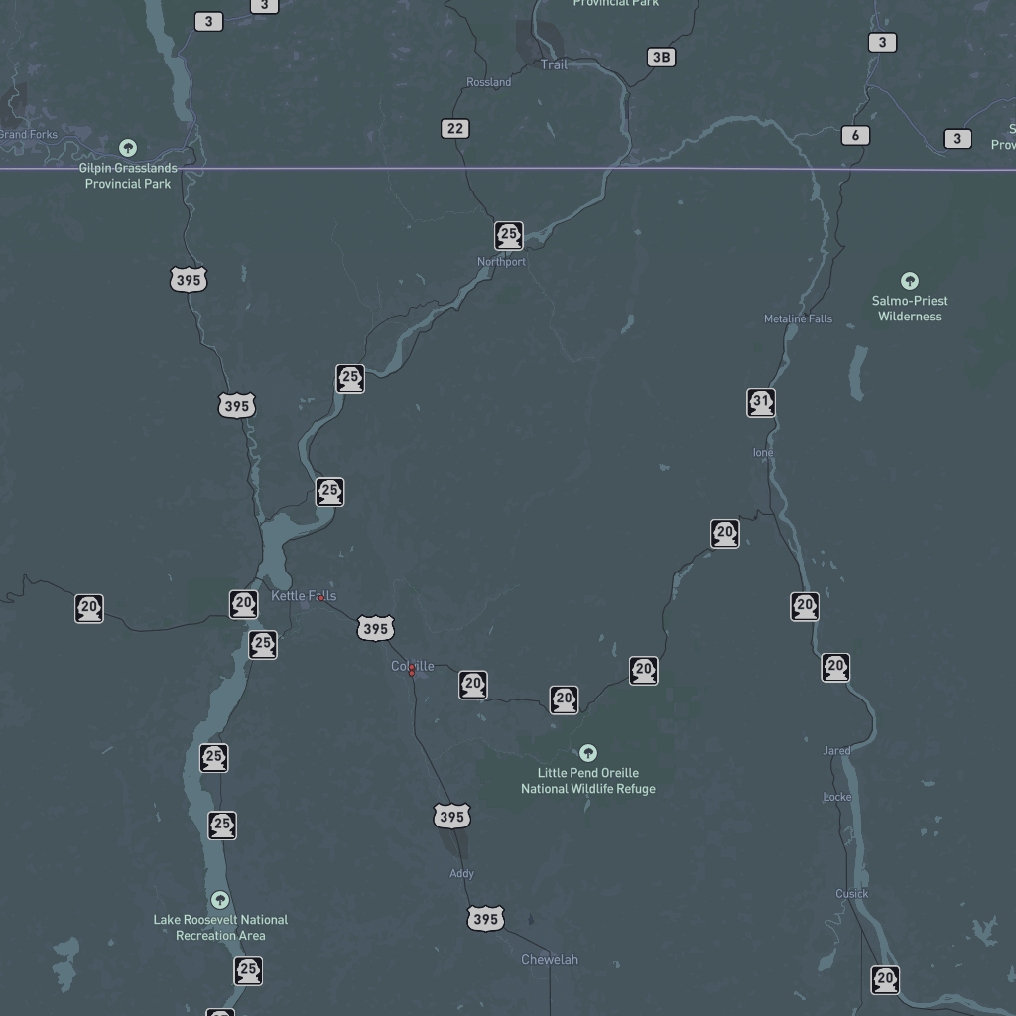 3
3
Provincial Park
3
3B
Trail
Rossland
22
6
3
Grand Forks
Gilpin Grasslands
Provincial Park
25
Northport
395
Salmo-Priest
Wilderness
Metaline Falls
25
395
31
Ione
25
20
Kettle Falls
20
20
20
395
25
Colville
20
20
20
20
Jared
25
Little Pend Oreille
National Wildlife Refuge
Locke
395
25
Addy
Cusick
395
Lake Roosevelt National
Recreation Area
Chewelah
25
20